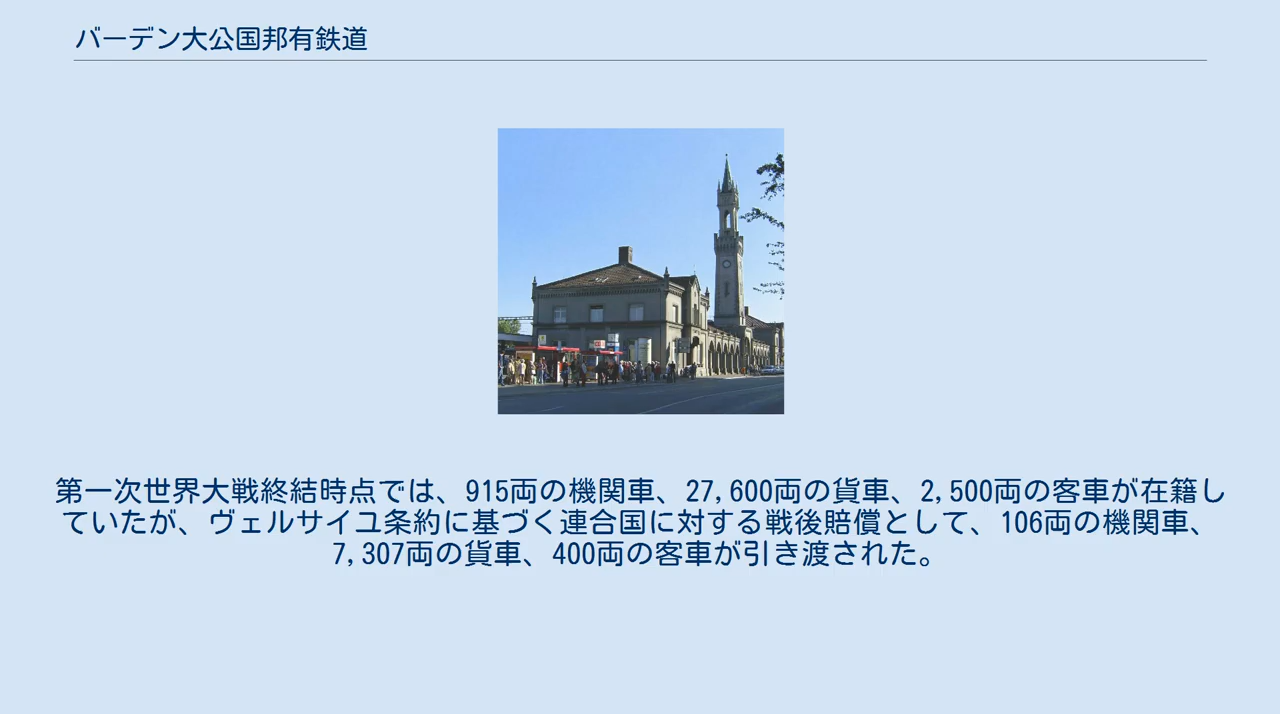 バーデン大公国邦有鉄道
第一次世界大戦終結時点では、915両の機関車、27,600両の貨車、2,500両の客車が在籍し
ていたが、ヴェルサイユ条約に基づく連合国に対する戦後賠償として、106両の機関車、
7,307両の貨車、400両の客車が引き渡された。